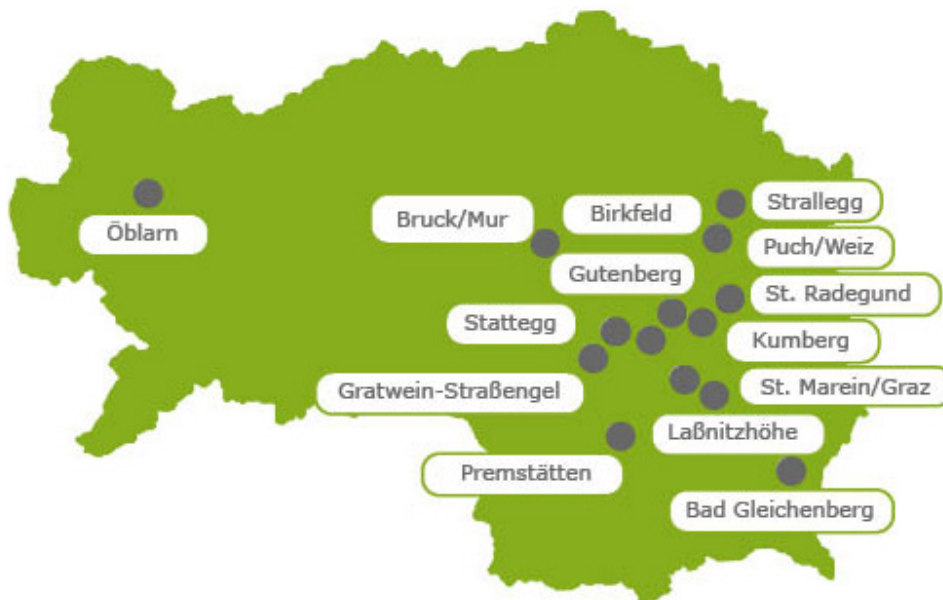 Strallegg
Bruck/Mur
Birkfeld
Öblarn
Puch/Weiz
Gutenberg
St. Radegund
Stattegg
Kumberg
Gratwein-Straßengel
St. Marein/Graz
Laßnitzhöhe
Premstätten
Bad Gleichenberg